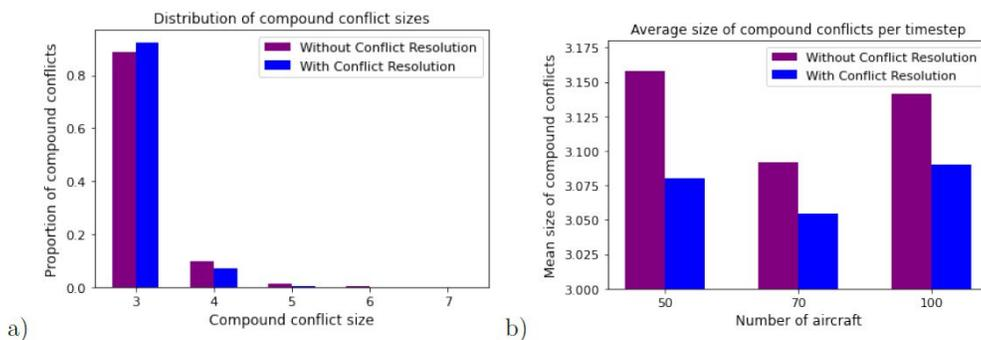 Distribution of compound conflict sizes
Without Conflict Resolution
With Conflict Resolution
Proportion of compound conflicts
0.8
0.6
0.4
0.2
0.0
3 4 5 6 7
Compound conflict size
a)
Average size of compound conflicts per timestep
Without Conflict Resolution
With Conflict Resolution
Mean size of compound conflicts
3.175
3.150
3.125
3.100
3.075
3.050
3.025
3.000
50 70 100
Number of aircraft
b)